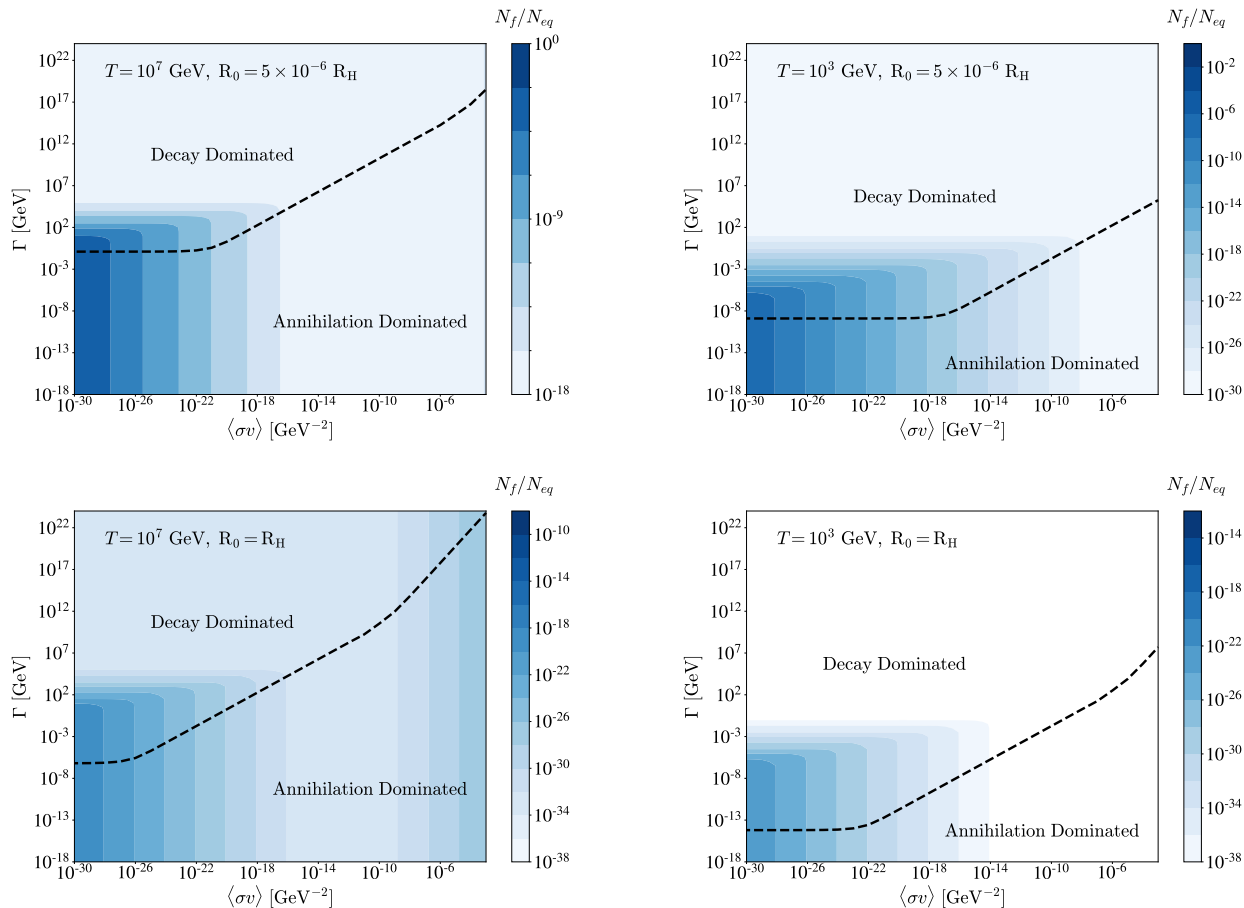 N_f/N_{eq}
T = 10^7 GeV, R_0 = 5 × 10^{-6} R_H
Decay Dominated
Annihilation Dominated
Γ [GeV]
10^{22}
10^{17}
10^{12}
10^7
10^2
10^{-3}
10^{-8}
10^{-13}
10^{-18}
10^{-30} 10^{-26} 10^{-22} 10^{-18} 10^{-14} 10^{-10} 10^{-6}
⟨σv⟩ [GeV^{-2}]
10^0
10^{-9}
10^{-18}
N_f/N_{eq}
T = 10^3 GeV, R_0 = 5 × 10^{-6} R_H
Decay Dominated
Annihilation Dominated
Γ [GeV]
10^{22}
10^{17}
10^{12}
10^7
10^2
10^{-3}
10^{-8}
10^{-13}
10^{-18}
10^{-30} 10^{-26} 10^{-22} 10^{-18} 10^{-14} 10^{-10} 10^{-6}
⟨σv⟩ [GeV^{-2}]
10^{-2}
10^{-6}
10^{-10}
10^{-14}
10^{-18}
10^{-22}
10^{-26}
10^{-30}
N_f/N_{eq}
T = 10^7 GeV, R_0 = R_H
Decay Dominated
Annihilation Dominated
Γ [GeV]
10^{22}
10^{17}
10^{12}
10^7
10^2
10^{-3}
10^{-8}
10^{-13}
10^{-18}
10^{-30} 10^{-26} 10^{-22} 10^{-18} 10^{-14} 10^{-10} 10^{-6}
⟨σv⟩ [GeV^{-2}]
10^{-10}
10^{-14}
10^{-18}
10^{-22}
10^{-26}
10^{-30}
10^{-34}
10^{-38}
N_f/N_{eq}
T = 10^3 GeV, R_0 = R_H
Decay Dominated
Annihilation Dominated
Γ [GeV]
10^{22}
10^{17}
10^{12}
10^7
10^2
10^{-3}
10^{-8}
10^{-13}
10^{-18}
10^{-30} 10^{-26} 10^{-22} 10^{-18} 10^{-14} 10^{-10} 10^{-6}
⟨σv⟩ [GeV^{-2}]
10^{-14}
10^{-18}
10^{-22}
10^{-26}
10^{-30}
10^{-34}
10^{-38}